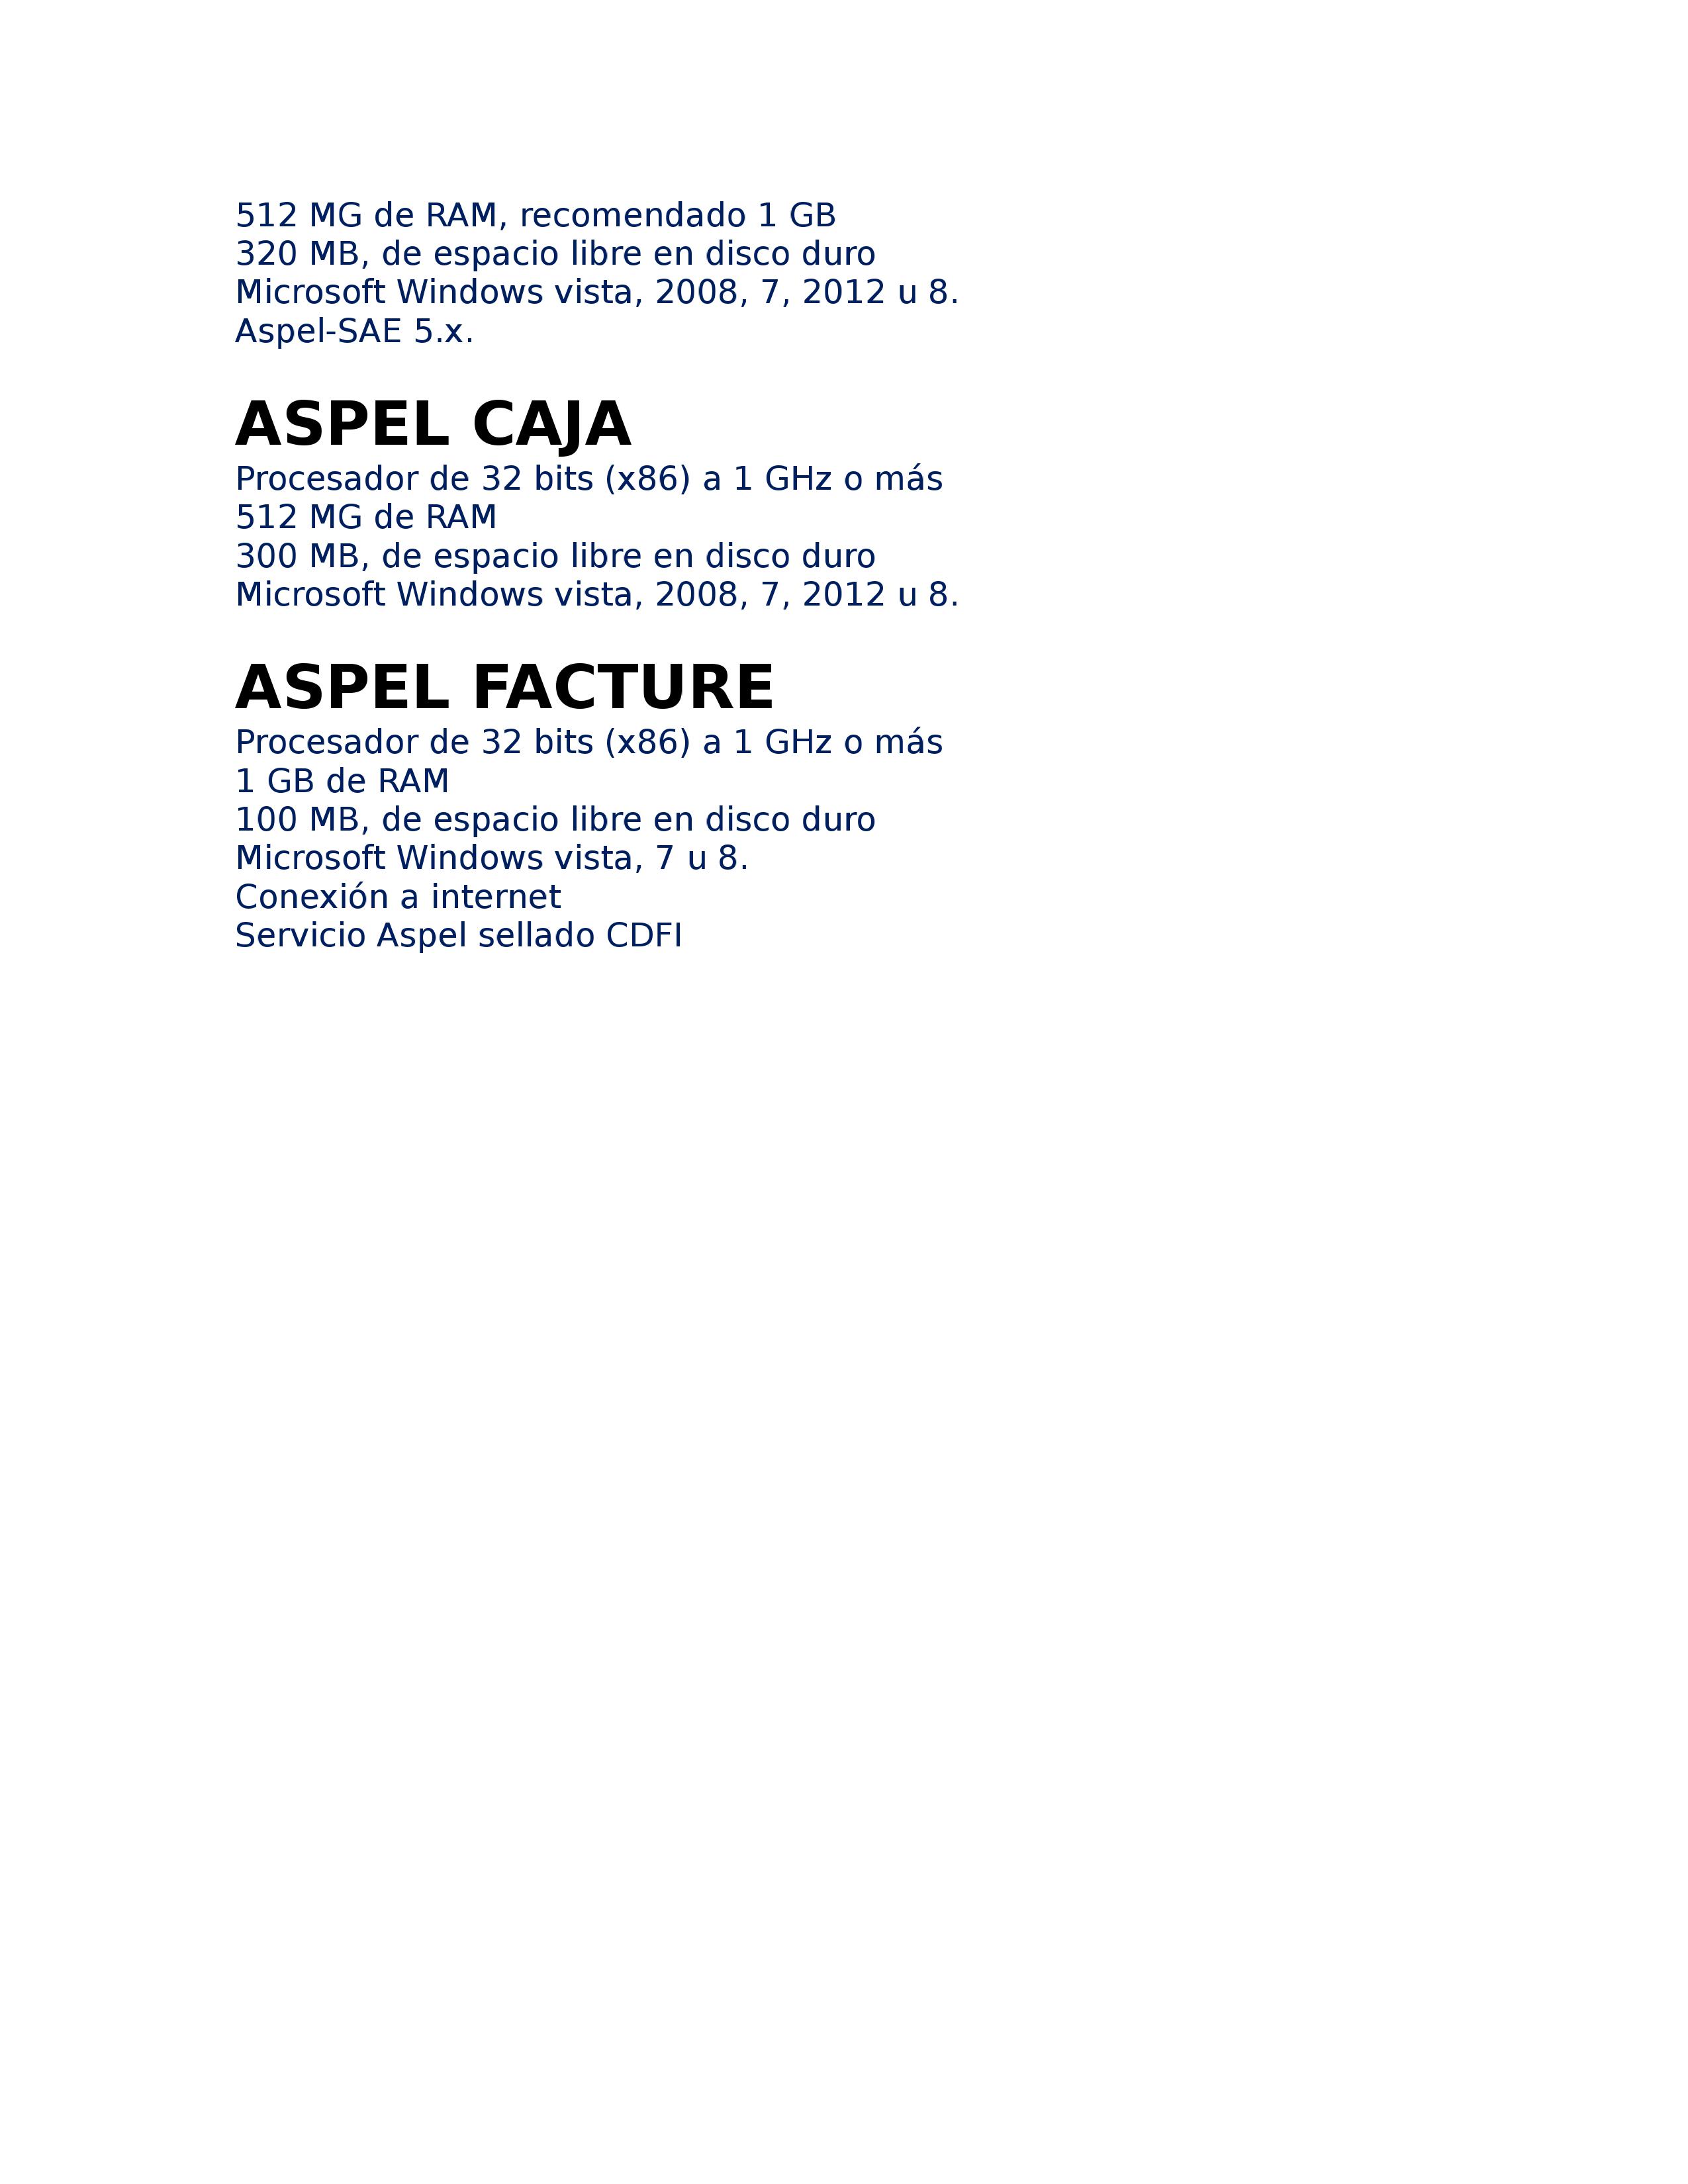 512 MG de RAM, recomendado 1 GB
320 MB, de espacio libre en disco duro
Microsoft Windows vista, 2008, 7, 2012 u 8.
Aspel-SAE 5.x.
ASPEL CAJA
Procesador de 32 bits (x86) a 1 GHz o más
512 MG de RAM
300 MB, de espacio libre en disco duro
Microsoft Windows vista, 2008, 7, 2012 u 8.
ASPEL FACTURE
Procesador de 32 bits (x86) a 1 GHz o más
1 GB de RAM
100 MB, de espacio libre en disco duro
Microsoft Windows vista, 7 u 8.
Conexión a internet
Servicio Aspel sellado CDFI